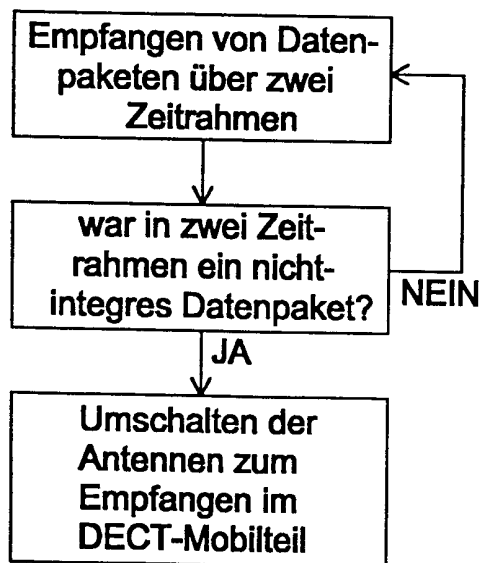 Empfangen von Daten-
paketen über zwei
Zeitrahmen
war in zwei Zeit-
rahmen ein nicht-
integres Datenpaket?
NEIN
JA
Umschalten der
Antennen zum
Empfangen im
DECT-Mobilteil